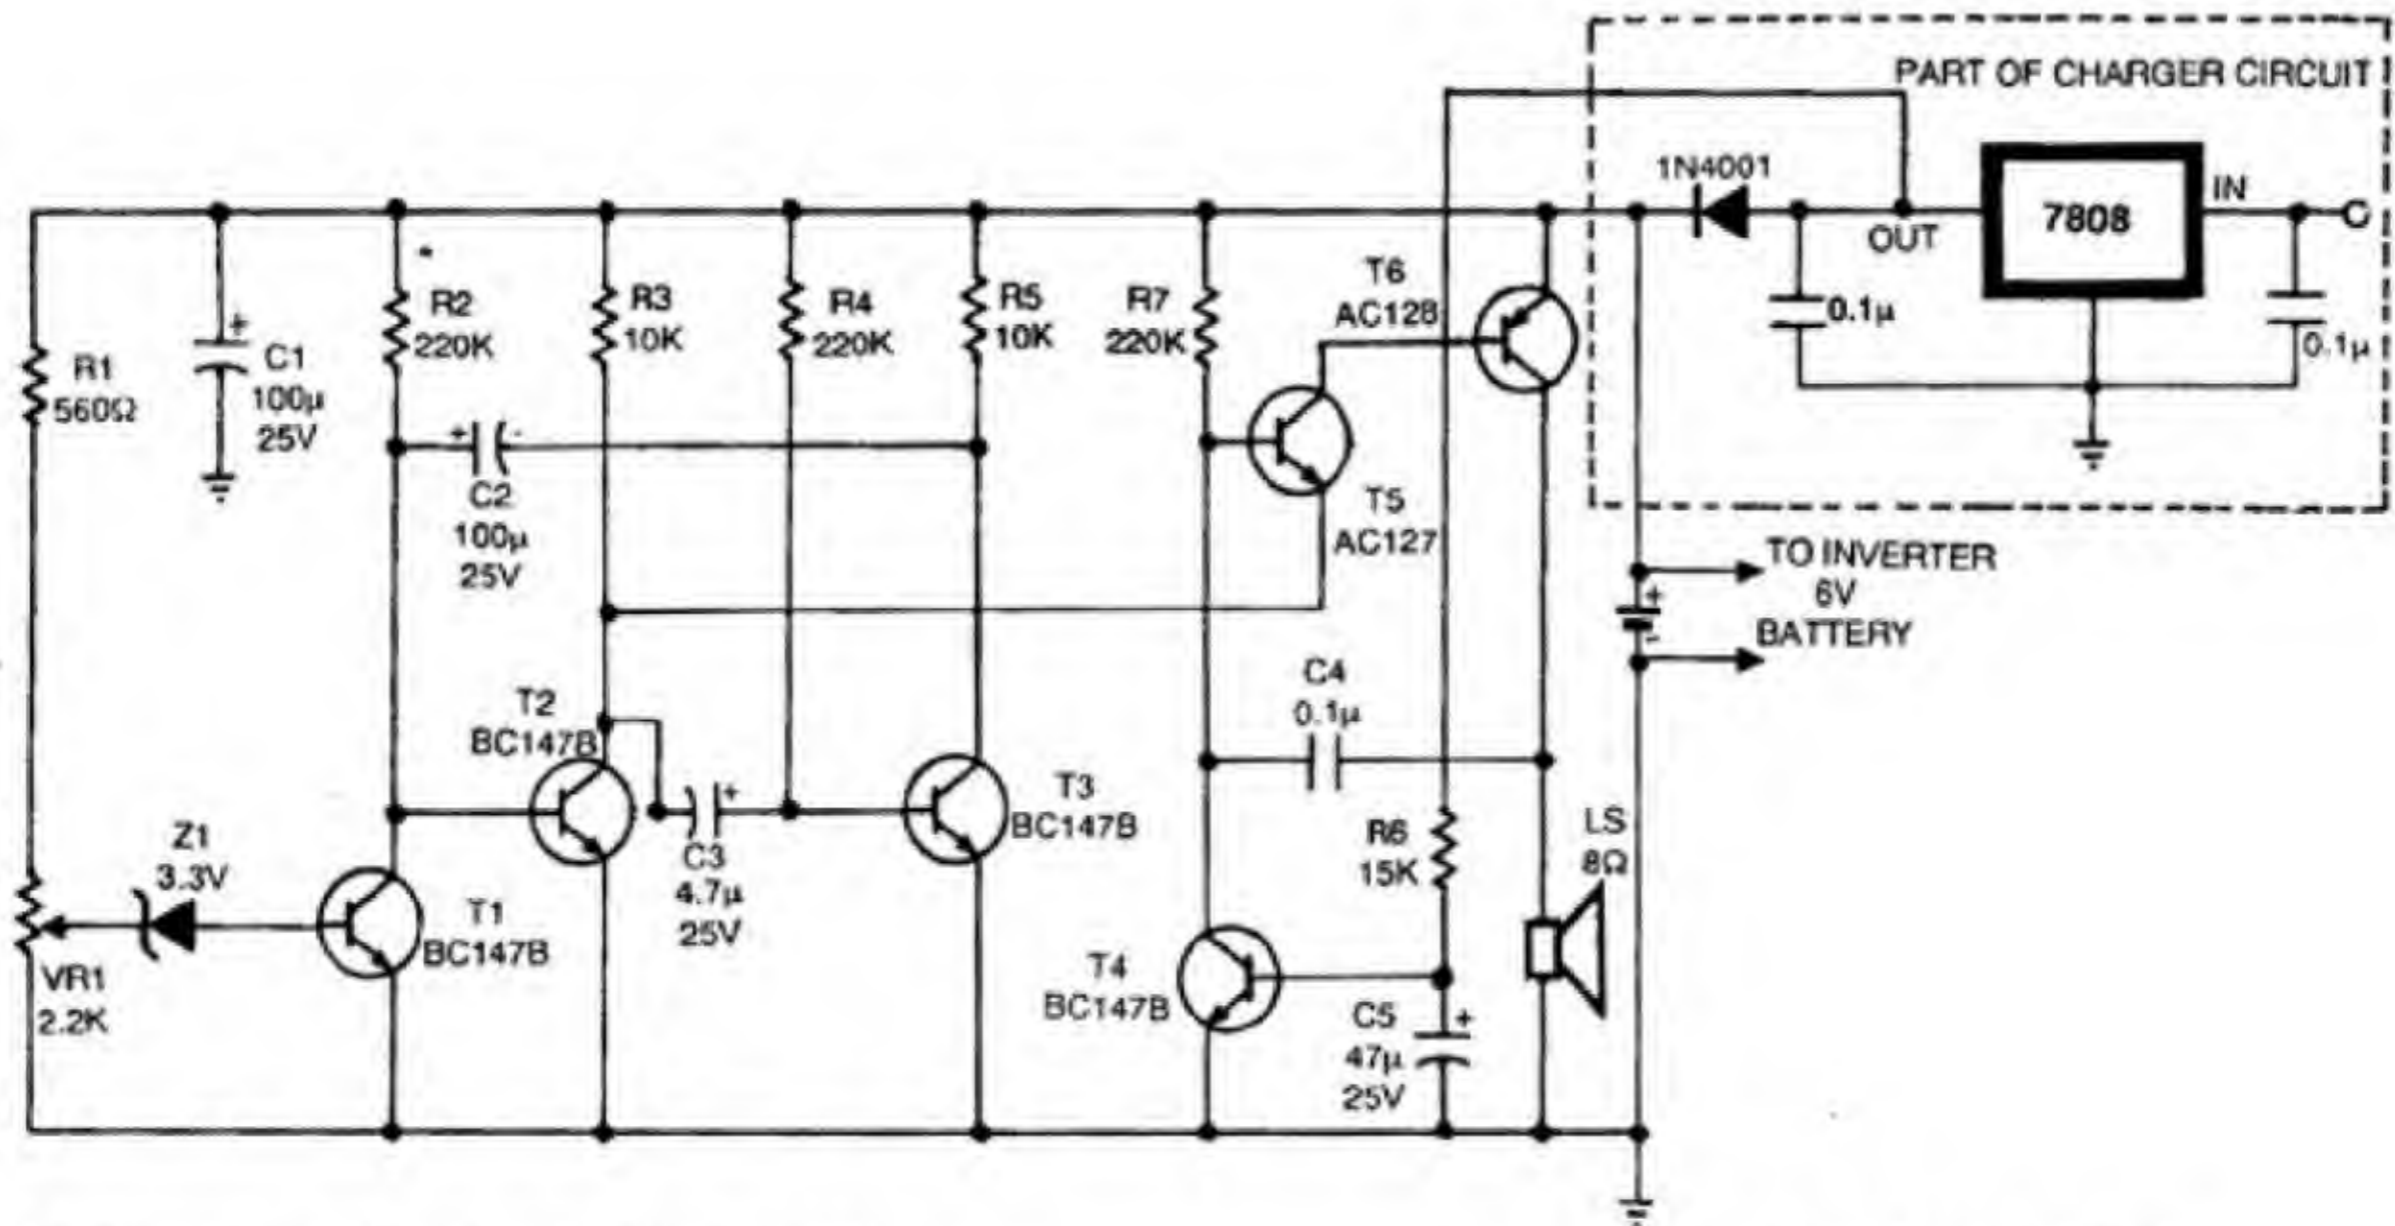 PART OF CHARGER CIRCUIT
1N4001
IN
7808
OUT
0.1µ
0.1µ
T6
AC128
R1
560Ω
+
C1
100µ
25V
R2
220K
R3
10K
R4
220K
R5
10K
R7
220K
+ -
C2
100µ
25V
T5
AC127
TO INVERTER
6V
BATTERY
+
-
T2
BC147B
C4
0.1µ
Z1
3.3V
+
C3
4.7µ
25V
T3
BC147B
R6
15K
LS
8Ω
T1
BC147B
VR1
2.2K
T4
BC147B
C5
47µ
25V
+